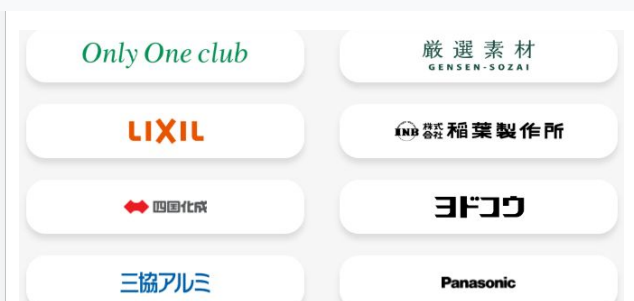 Only One club
厳選素材
GENSEN-SOZAI
LIXIL
INB 株式会社 稲葉製作所
四国化成
ヨドコウ
三協アルミ
Panasonic